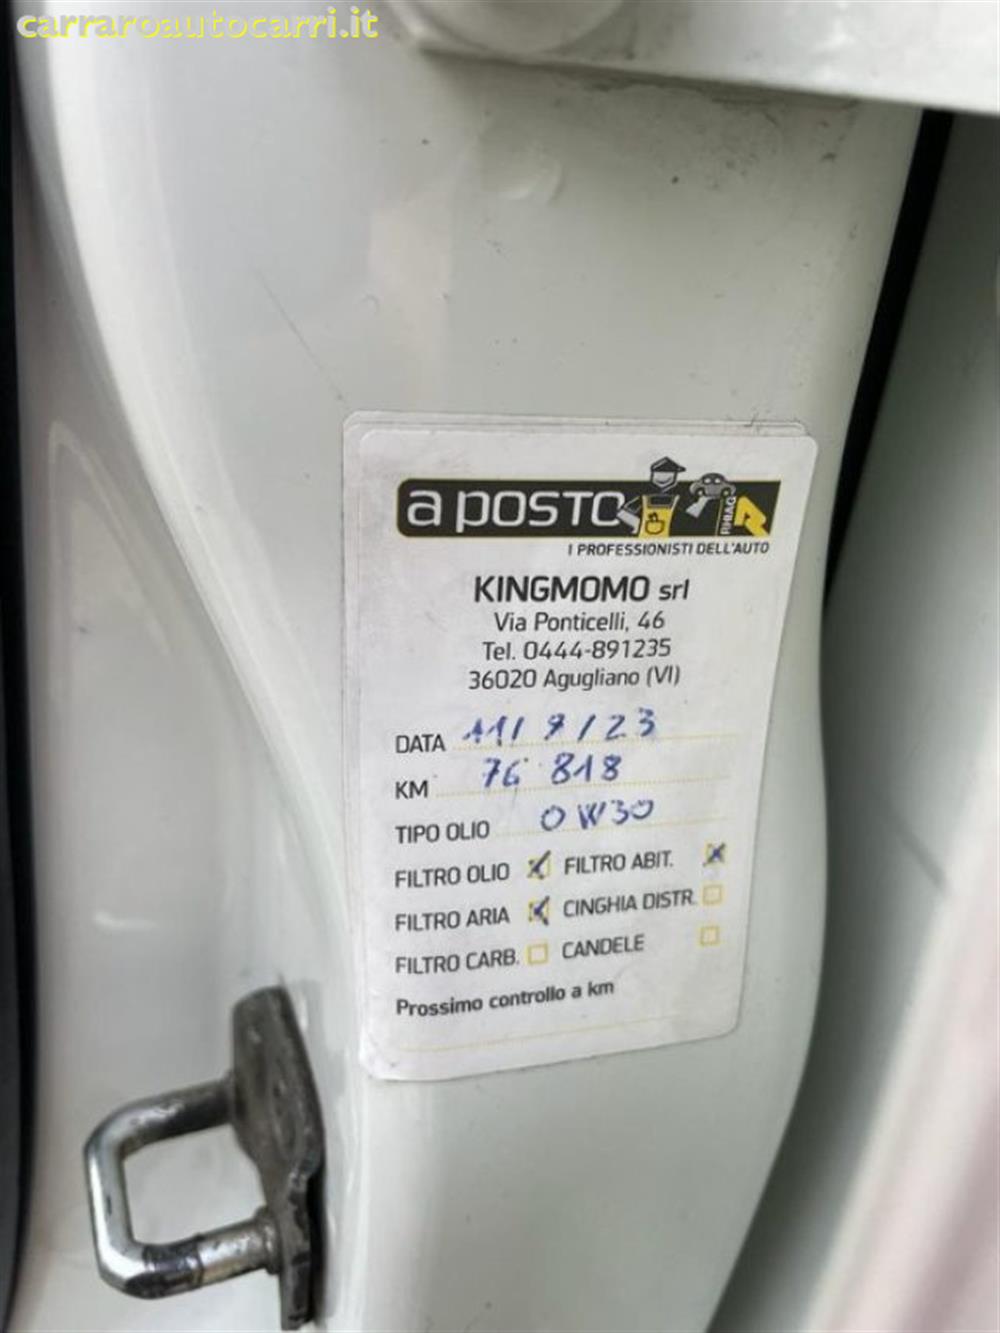 carraroautocarri.it
a posto
RHIAG
I PROFESSIONISTI DELL'AUTO
KINGMOMO srl
Via Ponticelli, 46
Tel. 0444-891235
36020 Agugliano (VI)
DATA 11/9/23
KM 76 818
TIPO OLIO 0W30
FILTRO OLIO FILTRO ABIT.
FILTRO ARIA CINGHIA DISTR.
FILTRO CARB. CANDELE
Prossimo controllo a km